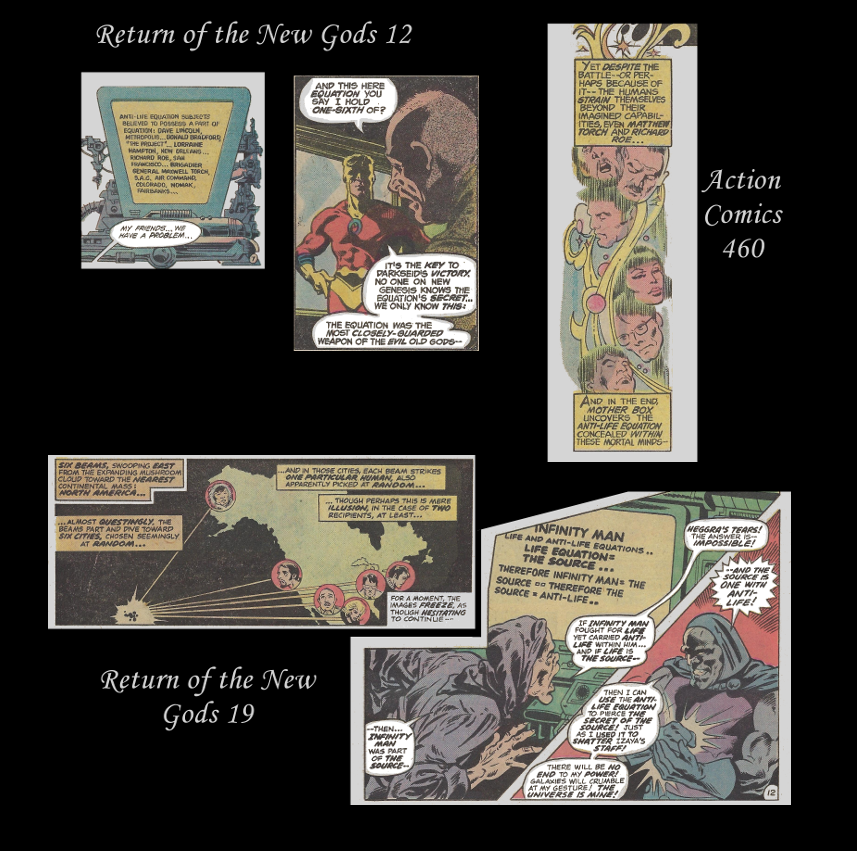 Return of the New Gods 12
ANTI-LIFE EQUATION SUBJECTS
BELIEVED TO POSSESS A PART OF
EQUATION: DAVE LINCOLN,
METROPOLIS... DONALD BRADFORD,
"THE PROJECT"... LORRAINE
HAMPTON, NEW ORLEANS...
RICHARD ROE, SAN
FRANCISCO... BRIGADIER
GENERAL MAXWELL TORCH,
S.A.C. AIR COMMAND,
COLORADO, NOMAK,
FAIRBANKS...
MY FRIENDS... WE
HAVE A PROBLEM...
7
AND THIS HERE
EQUATION YOU
SAY I HOLD
ONE-SIXTH OF?
IT'S THE KEY TO
DARKSEID'S VICTORY.
NO ONE ON NEW
GENESIS KNOWS THE
EQUATION'S SECRET...
WE ONLY KNOW THIS:
THE EQUATION WAS THE
MOST CLOSELY-GUARDED
WEAPON OF THE EVIL OLD GODS--
YET DESPITE THE
BATTLE--OR PER-
HAPS BECAUSE OF
IT--THE HUMANS
STRAIN THEMSELVES
BEYOND THEIR
IMAGINED CAPABIL-
ITIES, EVEN MATTHEW
TORCH AND RICHARD
ROE...
AND IN THE END,
MOTHER BOX
UNCOVERS THE
ANTI-LIFE EQUATION
CONCEALED WITHIN
THESE MORTAL MINDS--
Action
Comics
460
SIX BEAMS, SNOOPING EAST
FROM THE EXPANDING MUSHROOM
CLOUD TOWARD THE NEAREST
CONTINENTAL MASS:
NORTH AMERICA...
...AND IN THOSE CITIES, EACH BEAM STRIKES
ONE PARTICULAR HUMAN, ALSO
APPARENTLY PICKED AT RANDOM...
...THOUGH PERHAPS THIS IS MERE
ILLUSION, IN THE CASE OF TWO
RECIPIENTS, AT LEAST...
...ALMOST QUESTINGLY, THE
BEAMS PART AND DIVE TOWARD
SIX CITIES, CHOSEN SEEMINGLY
AT RANDOM...
FOR A MOMENT, THE
IMAGES FREEZE, AS
THOUGH HESITATING
TO CONTINUE--
Return of the New
Gods 19
INFINITY MAN
LIFE AND ANTI-LIFE EQUATIONS..
LIFE EQUATION=
THE SOURCE...
THEREFORE INFINITY MAN= THE
SOURCE == THEREFORE THE
SOURCE = ANTI-LIFE..
HEGGRA'S TEARS!
THE ANSWER IS--
IMPOSSIBLE!
--AND THE
SOURCE IS
ONE WITH
ANTI-
LIFE!
IF INFINITY MAN
FOUGHT FOR LIFE
YET CARRIED ANTI-
LIFE WITHIN HIM...
AND IF LIFE IS
THE SOURCE--
--THEN...
INFINITY
MAN
WAS PART
OF THE
SOURCE--
THEN I CAN
USE THE ANTI-
LIFE EQUATION
TO PIERCE THE
SECRET OF THE
SOURCE! JUST
AS I USED IT TO
SHATTER IZAYA'S
STAFF!
THERE WILL BE NO
END TO MY POWER!
GALAXIES WILL CRUMBLE
AT MY GESTURE! THE
UNIVERSE IS MINE!
12